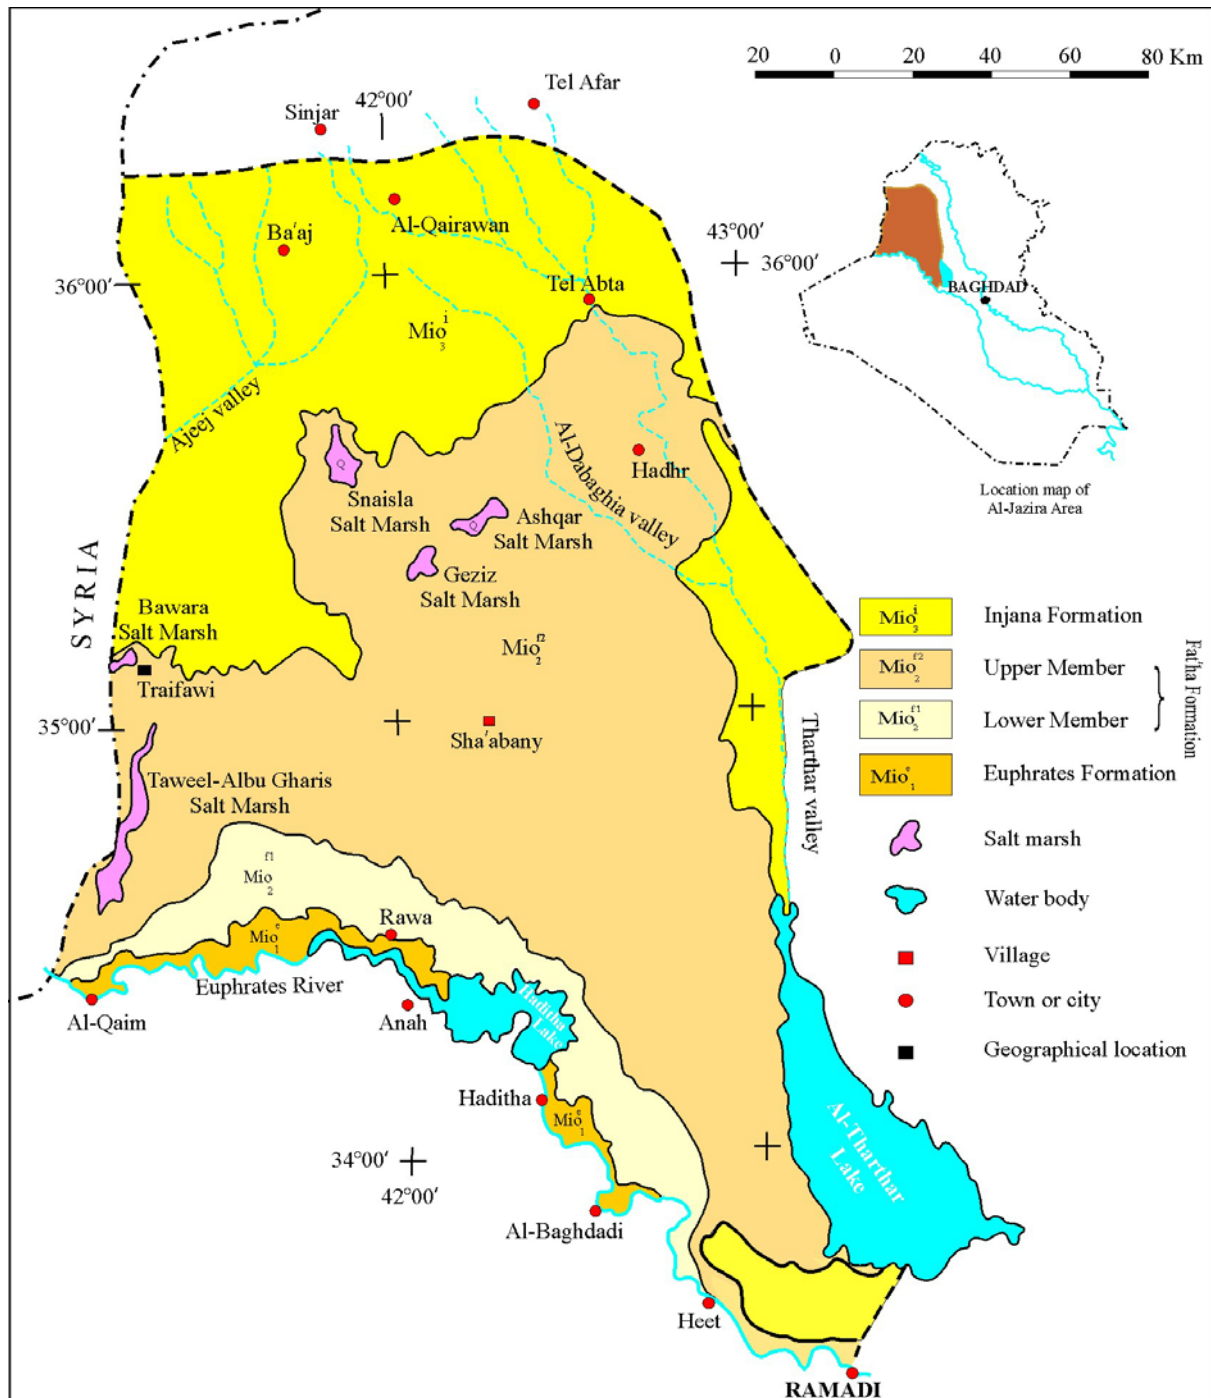 20 0 20 40 60 80 Km
Tel Afar
Sinjar
42°00′
Al-Qairawan
Ba'aj
43°00′
36°00′
36°00′
Tel Abta
Mio i 3
BAGHDAD
Ajeej valley
Al-Dabaghia valley
Hadhr
Q
Snaisla
Salt Marsh
Q
Ashqar
Salt Marsh
Geziz
Salt Marsh
Location map of
Al-Jazira Area
SYRIA
Bawara
Salt Marsh
Traifawi
Mio f2 2
35°00′
Sha'abany
Tharthar valley
Taweel-Albu Gharis
Salt Marsh
Mio i 3
Injana Formation
Mio f2 2
Upper Member
Mio f1 2
Lower Member
Fat'ha Formation
Mio e 1
Euphrates Formation
Salt marsh
Water body
Village
Town or city
Geographical location
Mio f1 2
Rawa
Mio e 1
Euphrates River
Al-Qaim
Anah
Haditha
Lake
Haditha
Mio e 1
Al-Tharthar
Lake
34°00′
42°00′
Al-Baghdadi
Heet
RAMADI